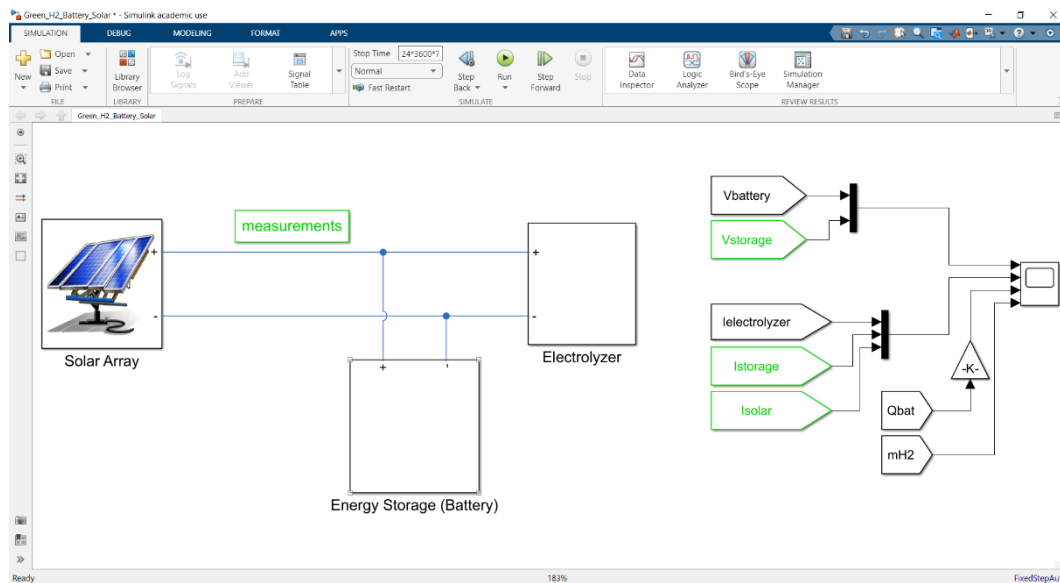 Green_H2_Battery_Solar * - Simulink academic use
SIMULATION DEBUG MODELING FORMAT APPS
New
Open
Save
Print
FILE
Library
Browser
LIBRARY
Log
Signals
Add
Viewer
Signal
Table
PREPARE
Stop Time 24*3600*7
Normal
Fast Restart
Step
Back
Run
Step
Forward
Stop
SIMULATE
Data
Inspector
Logic
Analyzer
Bird's-Eye
Scope
Simulation
Manager
REVIEW RESULTS
Green_H2_Battery_Solar
measurements
+
-
Solar Array
+
-
Electrolyzer
+
-
Energy Storage (Battery)
Vbattery
Vstorage
Ielectrolyzer
Istorage
Isolar
-K-
Qbat
mH2
Ready 183% FixedStepAu